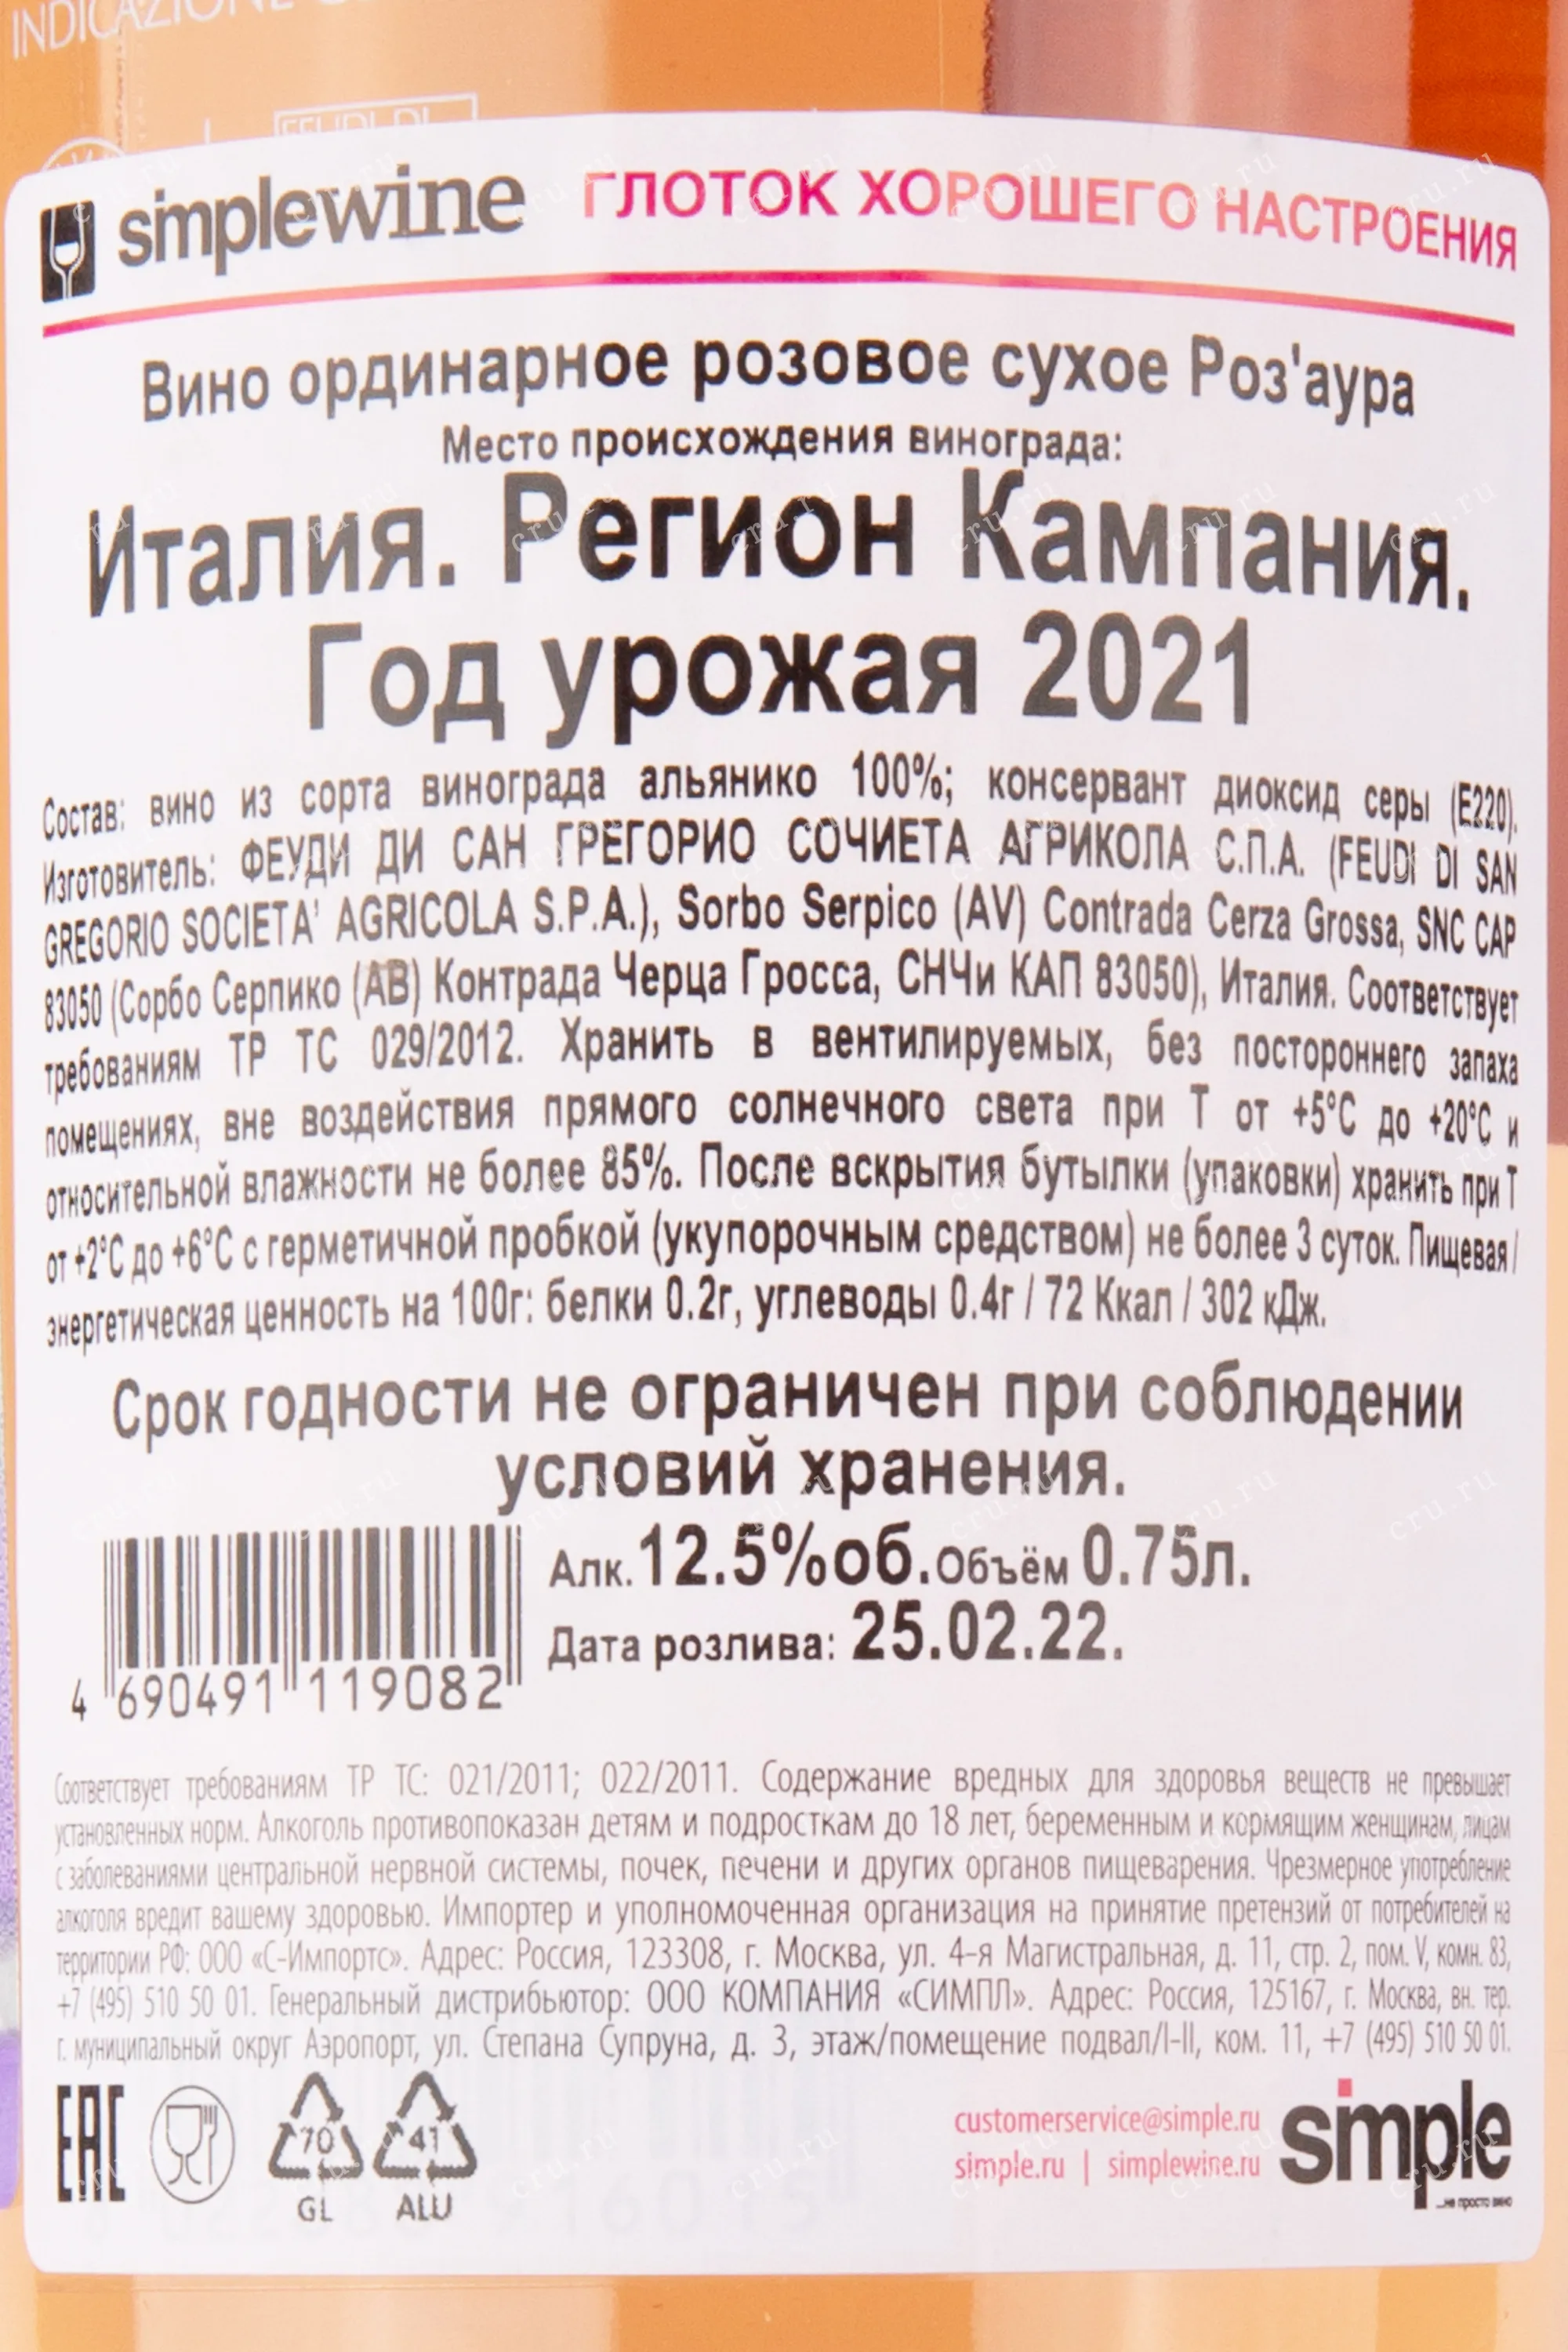 INDICAZIONE
FEUDI DI
simplewine ГЛОТОК ХОРОШЕГО НАСТРОЕНИЯ
Вино ординарное розовое сухое Роз'аура
Место происхождения винограда:
Италия. Регион Кампания.
Год урожая 2021
Состав: вино из сорта винограда альянико 100%; консервант диоксид серы (Е220).
Изготовитель: ФЕУДИ ДИ САН ГРЕГОРИО СОЧИЕТА АГРИКОЛА С.П.А. (FEUDI DI SAN
GREGORIO SOCIETA' AGRICOLA S.P.A.), Sorbo Serpico (AV) Contrada Cerza Grossa, SNC CAP
83050 (Сорбо Серпико (АВ) Контрада Черца Гросса, СНЧи КАП 83050), Италия. Соответствует
требованиям ТР ТС 029/2012. Хранить в вентилируемых, без постороннего запаха
помещениях, вне воздействия прямого солнечного света при Т от +5°С до +20°С и
относительной влажности не более 85%. После вскрытия бутылки (упаковки) хранить при Т
от +2°С до +6°С с герметичной пробкой (укупорочным средством) не более 3 суток. Пищевая /
энергетическая ценность на 100г: белки 0.2г, углеводы 0.4г / 72 Ккал / 302 кДж.
Срок годности не ограничен при соблюдении
условий хранения.
Алк. 12.5%об. Объём 0.75л.
Дата розлива: 25.02.22.
4 690491 119082
Соответствует требованиям ТР ТС: 021/2011; 022/2011. Содержание вредных для здоровья веществ не превышает
установленных норм. Алкоголь противопоказан детям и подросткам до 18 лет, беременным и кормящим женщинам, лицам
с заболеваниями центральной нервной системы, почек, печени и других органов пищеварения. Чрезмерное употребление
алкоголя вредит вашему здоровью. Импортер и уполномоченная организация на принятие претензий от потребителей на
территории РФ: ООО «С-Импортс». Адрес: Россия, 123308, г. Москва, ул. 4-я Магистральная, д. 11, стр. 2, пом. V, комн. 83,
+7 (495) 510 50 01. Генеральный дистрибьютор: ООО КОМПАНИЯ «СИМПЛ». Адрес: Россия, 125167, г. Москва, вн. тер.
г. муниципальный округ Аэропорт, ул. Степана Супруна, д. 3, этаж/помещение подвал/I-II, ком. 11, +7 (495) 510 50 01.
EAC
70
GL
41
ALU
customerservice@simple.ru
simple.ru | simplewine.ru
simple
...не просто вино
cru.ru